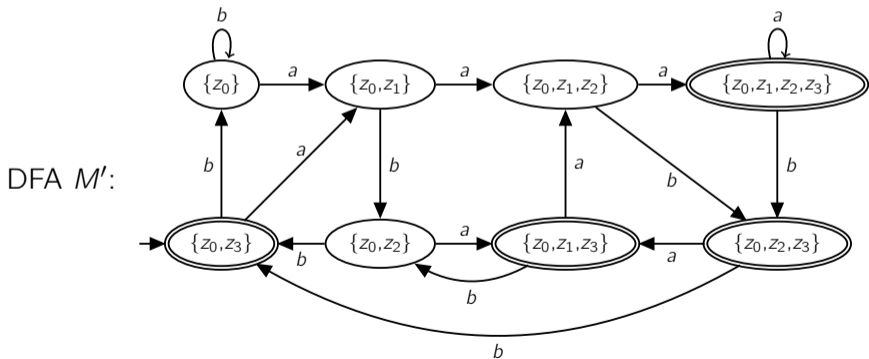 b a
{z₀} a {z₀,z₁} a {z₀,z₁,z₂} a {z₀,z₁,z₂,z₃}
b a b a b b
DFA M′:
{z₀,z₃} b {z₀,z₂} a {z₀,z₁,z₃} a {z₀,z₂,z₃}
b
b